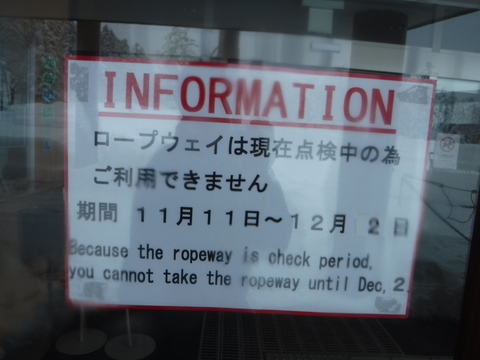 INFORMATION
ロープウェイは現在点検中の為
ご利用できません
期間 11月11日~12月 2 日
Because the ropeway is check period,
you cannot take the ropeway until Dec, 2